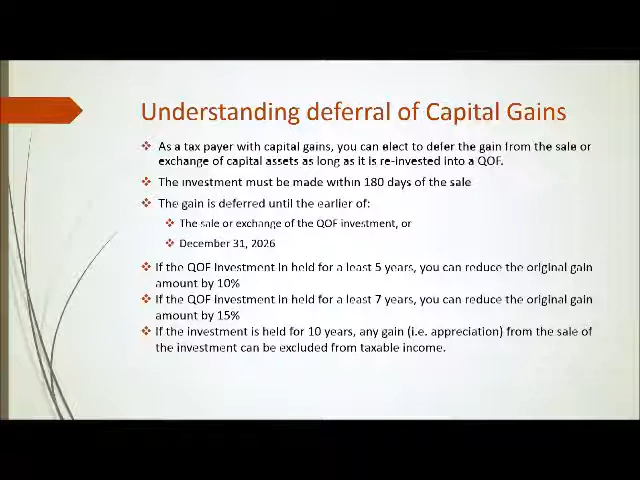 Understanding deferral of Capital Gains
As a tax payer with capital gains, you can elect to defer the gain from the sale or
exchange of capital assets as long as it is re-invested into a QOF.
The investment must be made within 180 days of the sale
The gain is deferred until the earlier of:
The sale or exchange of the QOF investment, or
December 31, 2026
If the QOF investment in held for a least 5 years, you can reduce the original gain
amount by 10%
If the QOF investment in held for a least 7 years, you can reduce the original gain
amount by 15%
If the investment is held for 10 years, any gain (i.e. appreciation) from the sale of
the investment can be excluded from taxable income.